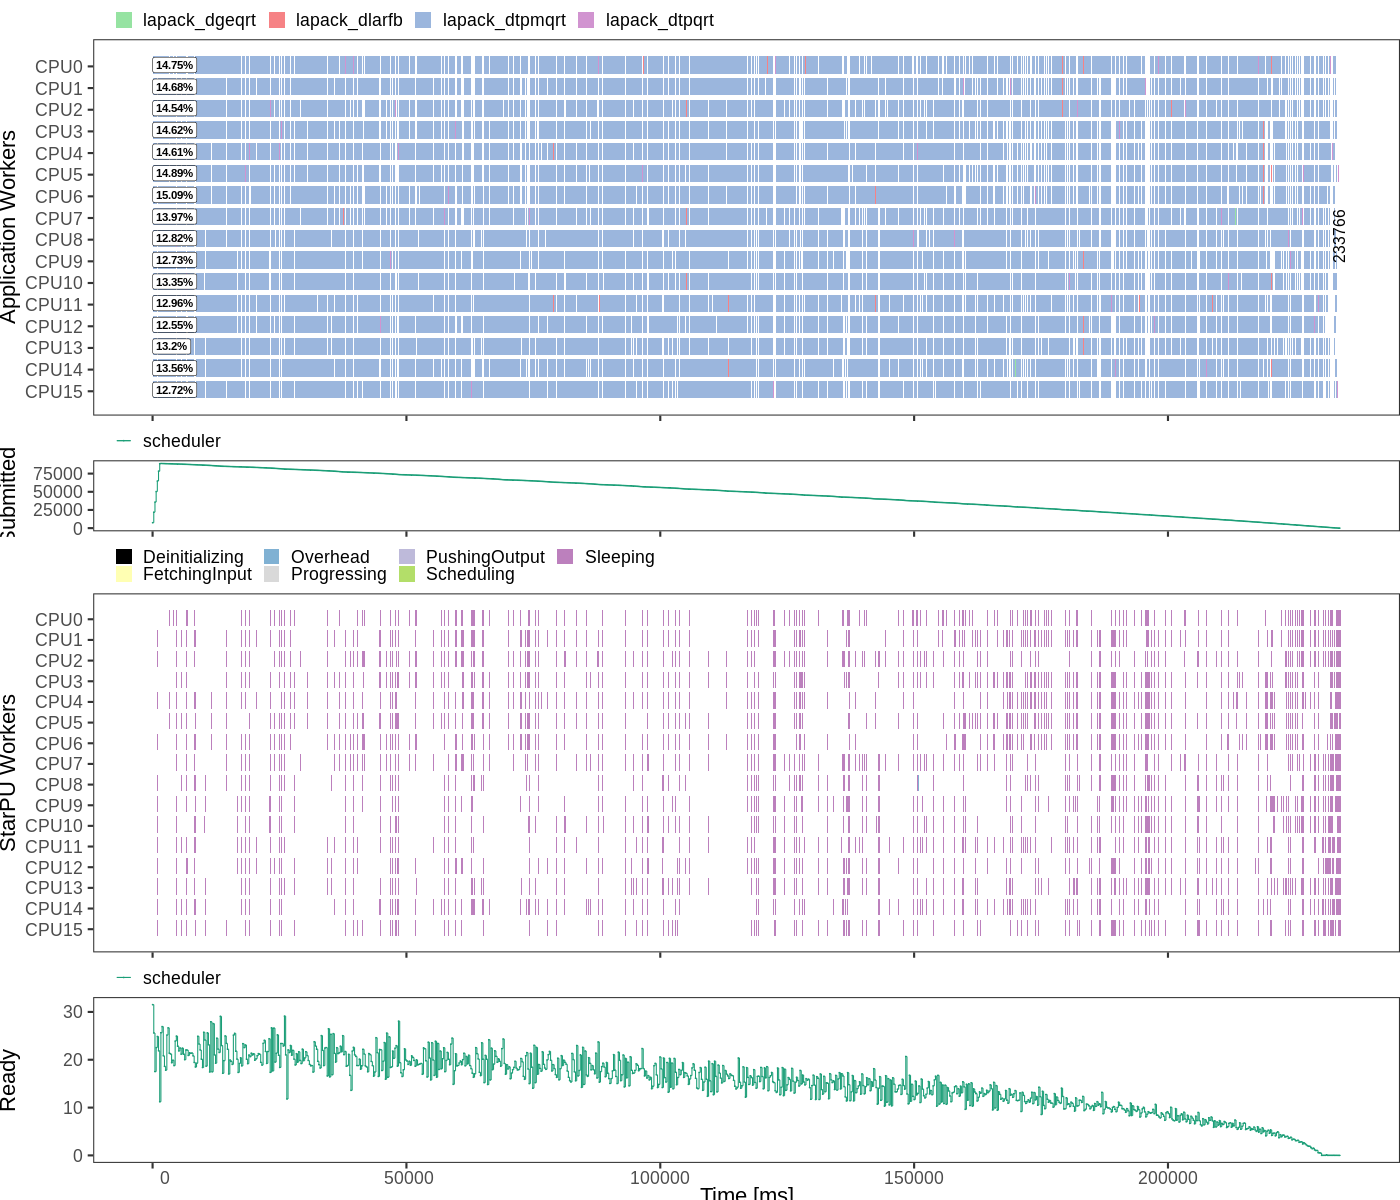 lapack_dgeqrt lapack_dlarfb lapack_dtpmqrt lapack_dtpqrt
Application Workers
CPU0 14.75%
CPU1 14.68%
CPU2 14.54%
CPU3 14.62%
CPU4 14.61%
CPU5 14.89%
CPU6 15.09%
CPU7 13.97%
CPU8 12.82%
CPU9 12.73%
CPU10 13.35%
CPU11 12.96%
CPU12 12.55%
CPU13 13.2%
CPU14 13.56%
CPU15 12.72%
233766
scheduler
Submitted
75000
50000
25000
0
Deinitializing Overhead PushingOutput Sleeping
FetchingInput Progressing Scheduling
StarPU Workers
CPU0
CPU1
CPU2
CPU3
CPU4
CPU5
CPU6
CPU7
CPU8
CPU9
CPU10
CPU11
CPU12
CPU13
CPU14
CPU15
scheduler
Ready
30
20
10
0
0 50000 100000 150000 200000
Time [ms]